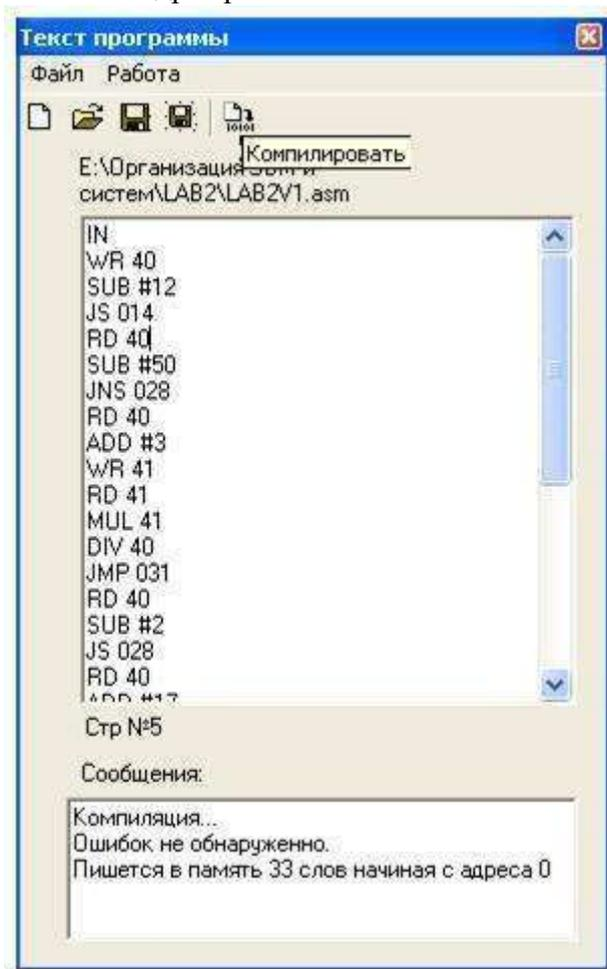 Текст программы
Файл Работа
Компилировать
E:\Организация ЭВМ и
систем\LAB2\LAB2V1.asm
IN
WR 40
SUB #12
JS 014
RD 40
SUB #50
JNS 028
RD 40
ADD #3
WR 41
RD 41
MUL 41
DIV 40
JMP 031
RD 40
SUB #2
JS 028
RD 40
ADD #17
Стр №5
Сообщения:
Компиляция...
Ошибок не обнаруженно.
Пишется в память 33 слов начиная с адреса 0